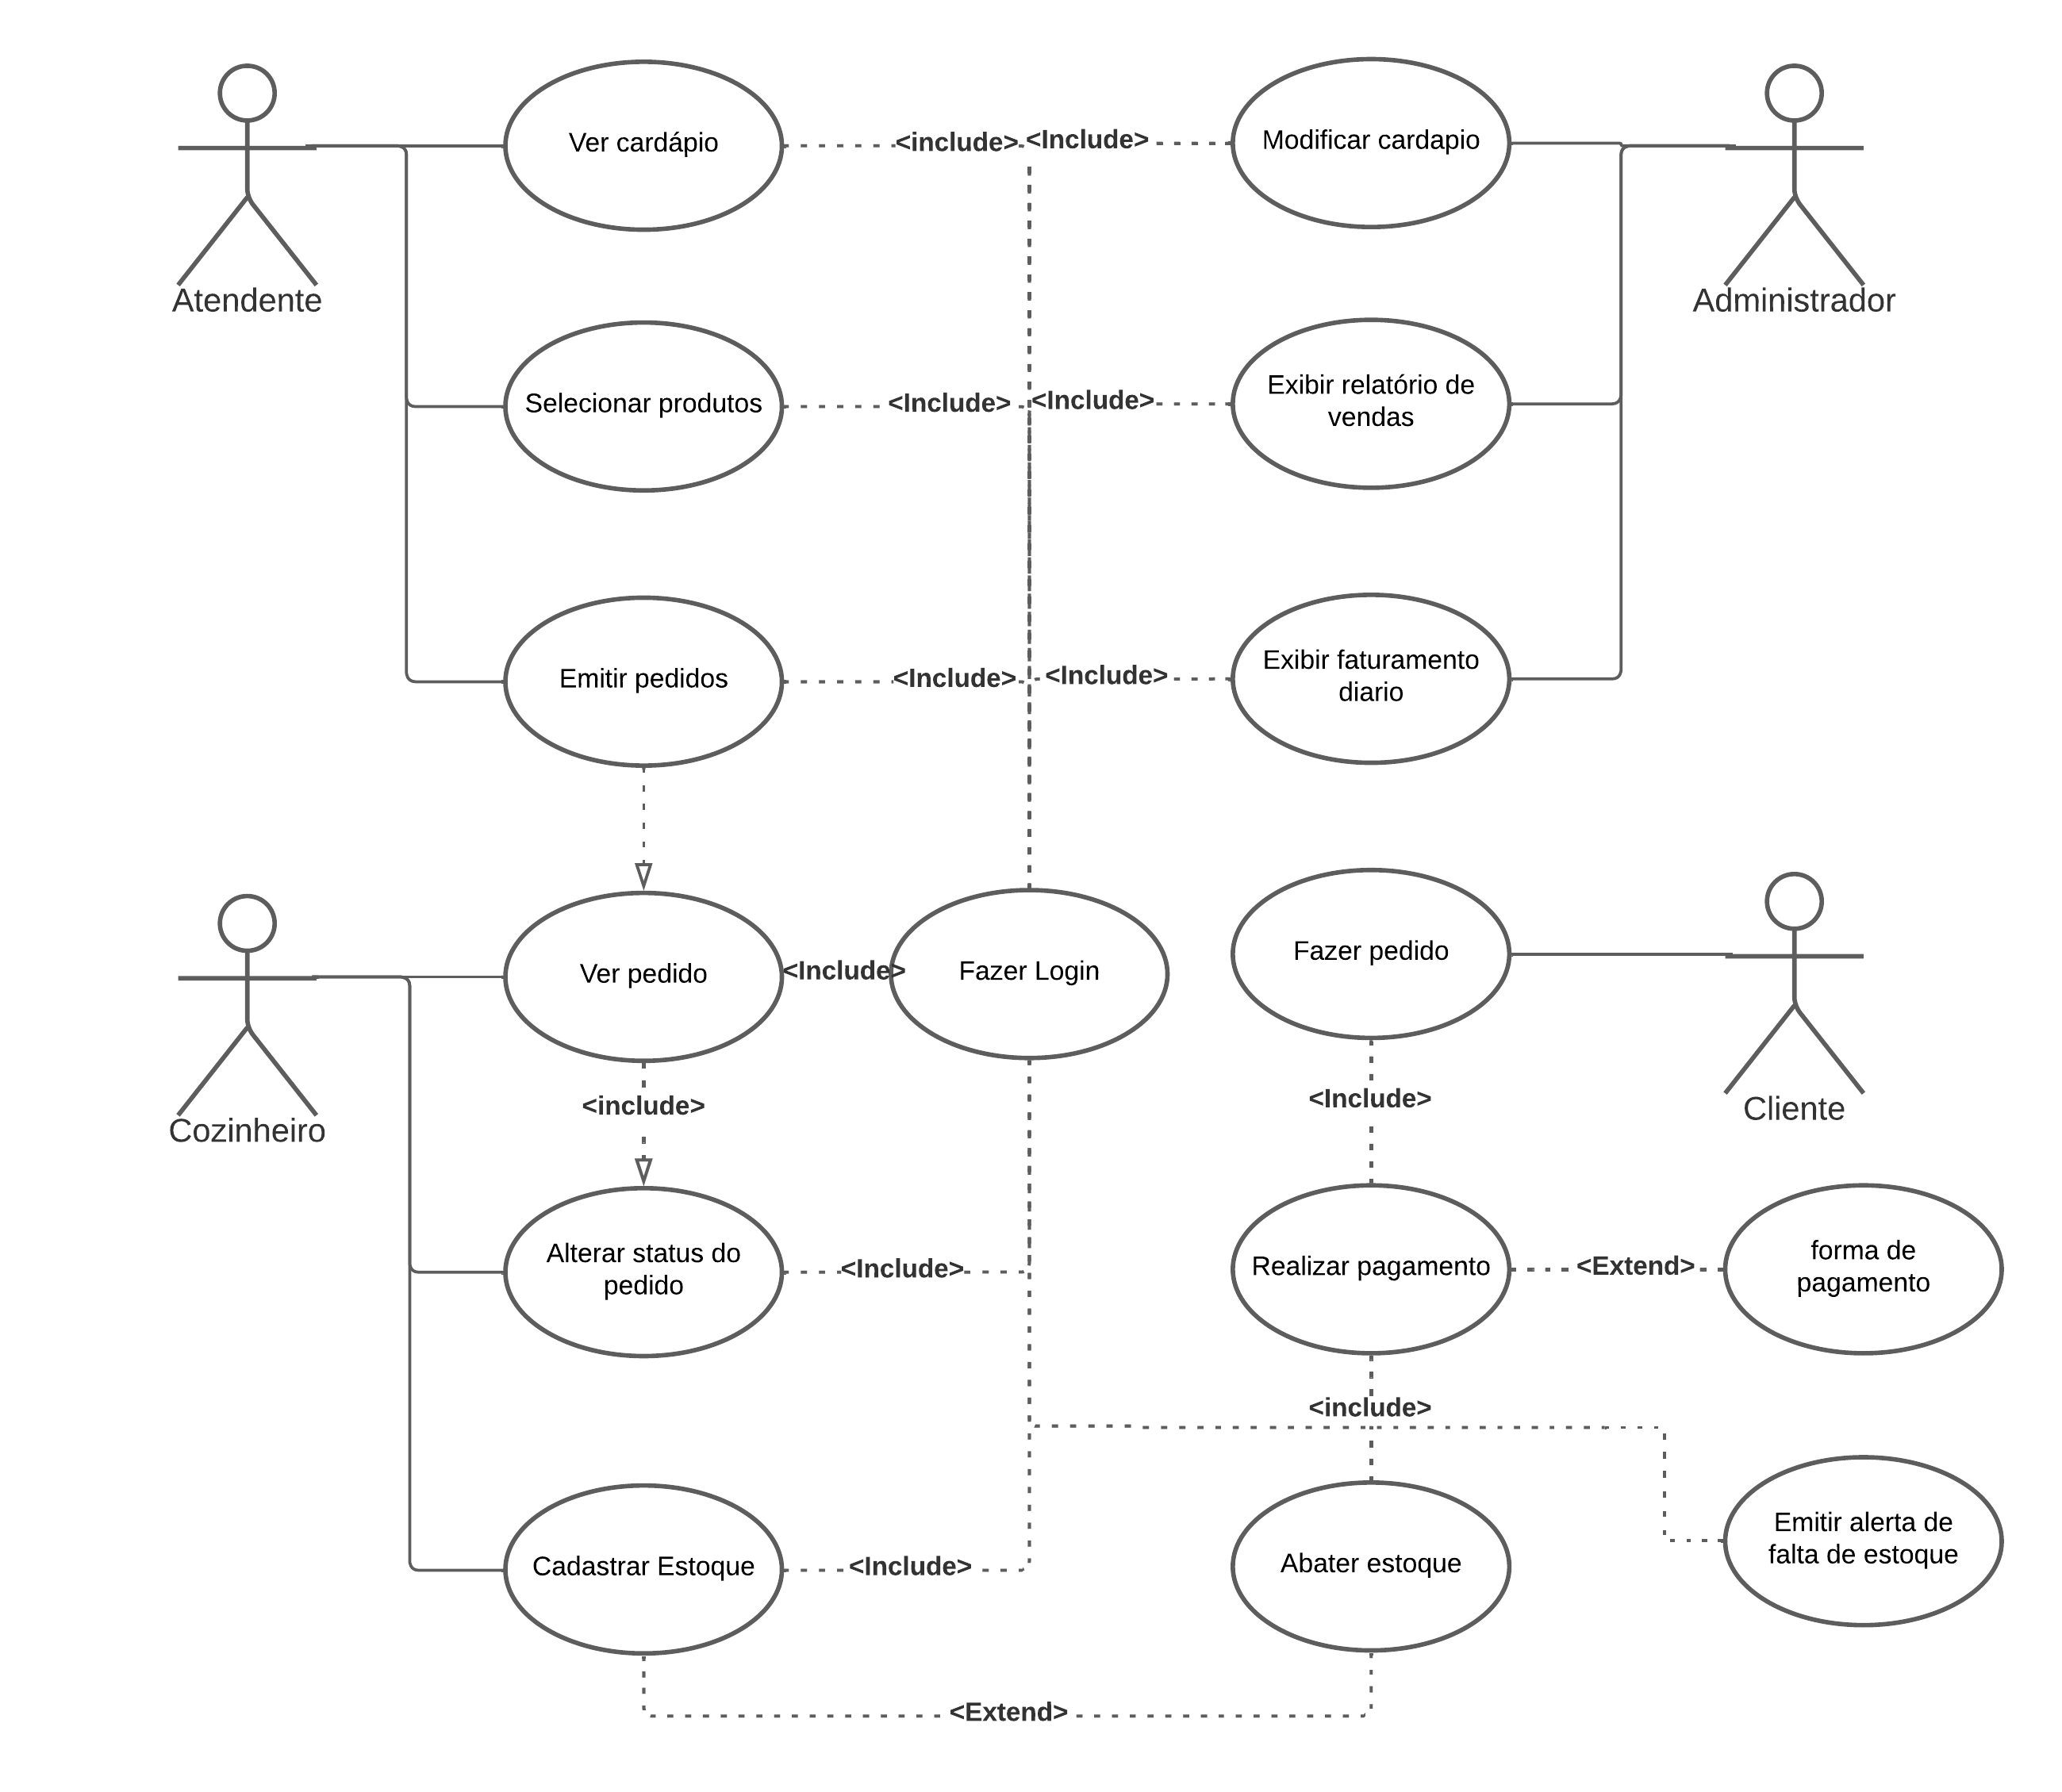 Ver cardápio
<include>
<Include>
Modificar cardapio
Atendente
Administrador
Selecionar produtos
<Include>
<Include>
Exibir relatório de
vendas
Emitir pedidos
<Include>
<Include>
Exibir faturamento
diario
Ver pedido
<Include>
Fazer Login
Fazer pedido
Cozinheiro
<include>
<Include>
Cliente
Alterar status do
pedido
<Include>
Realizar pagamento
<Extend>
forma de
pagamento
<include>
Cadastrar Estoque
<Include>
Abater estoque
Emitir alerta de
falta de estoque
<Extend>